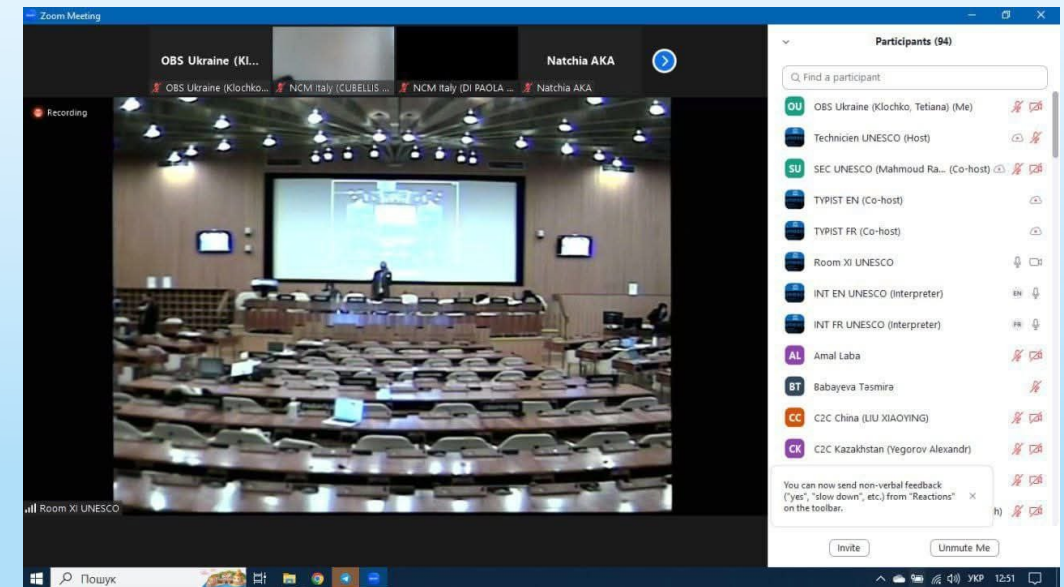 Zoom Meeting
OBS Ukraine (Kl...
Natchia AKA
OBS Ukraine (Klochko...
NCM Italy (CUBELLIS ...
NCM Italy (DI PAOLA ...
Natchia AKA
Recording
Room XI UNESCO
Participants (94)
Find a participant
OU OBS Ukraine (Klochko, Tetiana) (Me)
Technicien UNESCO (Host)
SU SEC UNESCO (Mahmoud Ra... (Co-host)
TYPIST EN (Co-host)
TYPIST FR (Co-host)
Room XI UNESCO
INT EN UNESCO (Interpreter) EN
INT FR UNESCO (Interpreter) FR
AL Amal Laba
BT Babayeva Təsmirə
CC C2C China (LIU XIAOYING)
CK C2C Kazakhstan (Yegorov Alexandr)
You can now send non-verbal feedback
("yes", "slow down", etc.) from "Reactions"
on the toolbar.
h)
Invite
Unmute Me
Пошук
УКР
12:51